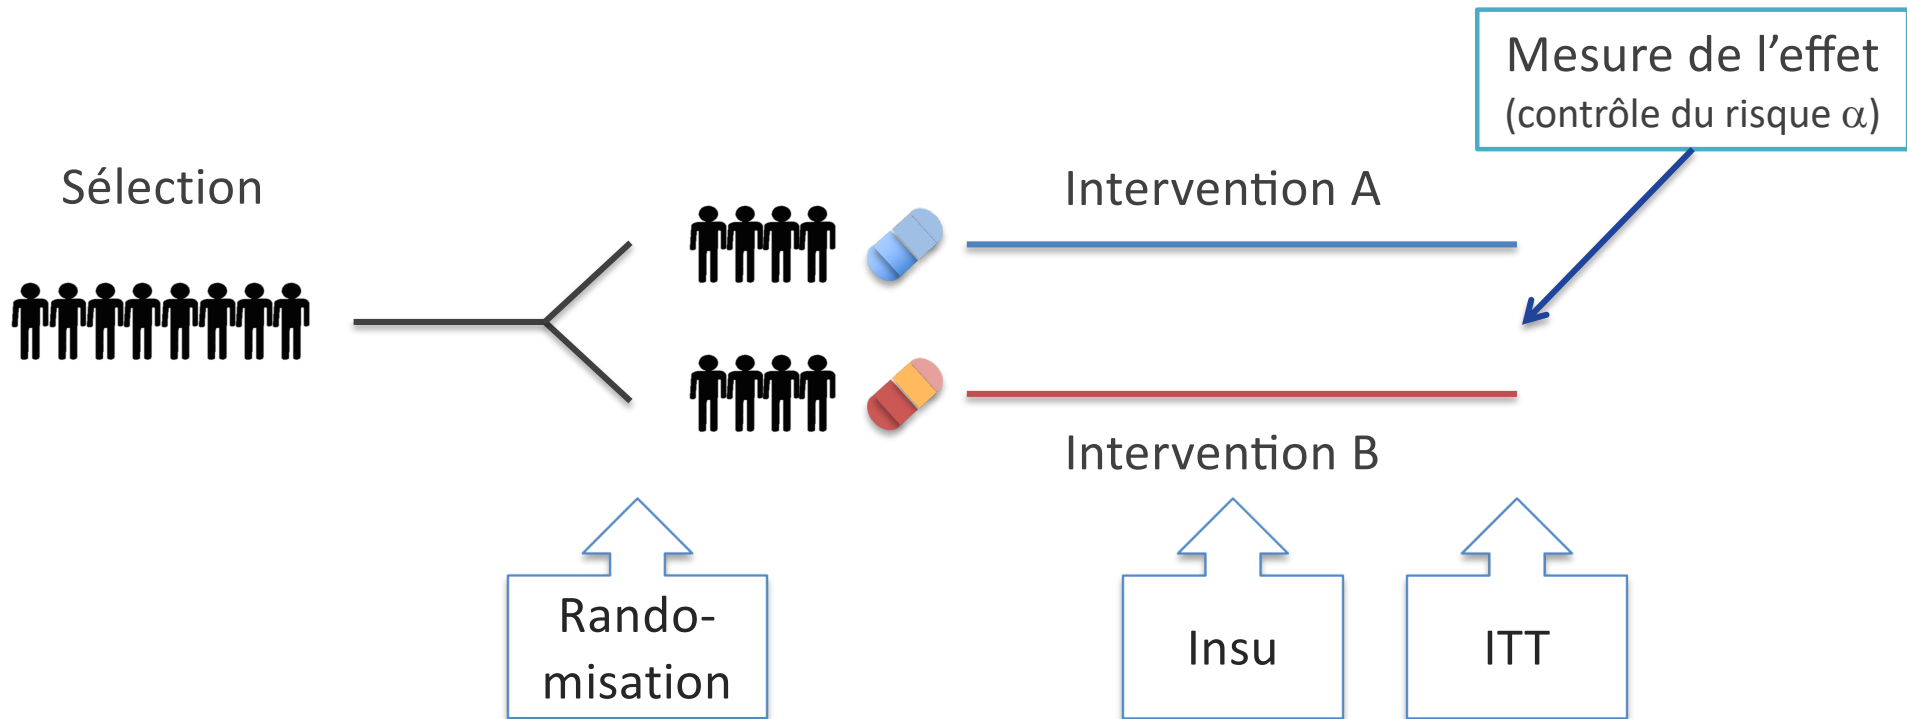 Mesure de l’effet
(contrôle du risque α)
Sélection
Intervention A
Intervention B
Rando-
misation
Insu
ITT